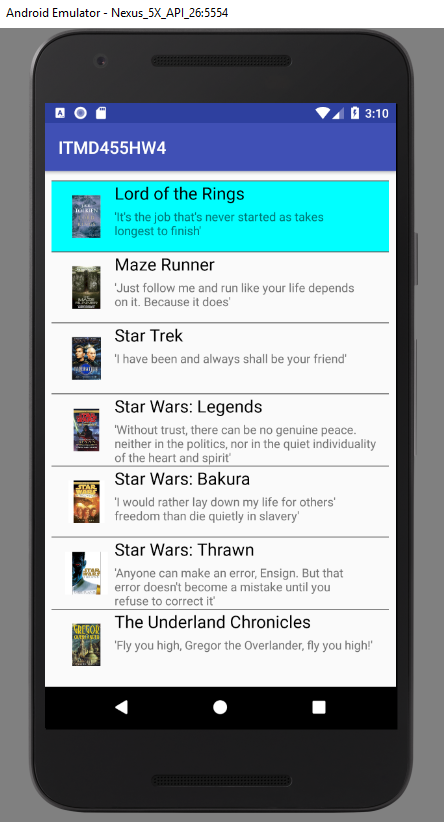 Android Emulator - Nexus_5X_API_26:5554
A 3:10
ITMD455HW4
Lord of the Rings
'It's the job that's never started as takes
longest to finish'
Maze Runner
'Just follow me and run like your life depends
on it. Because it does'
Star Trek
'I have been and always shall be your friend'
Star Wars: Legends
'Without trust, there can be no genuine peace.
neither in the politics, nor in the quiet individuality
of the heart and spirit'
Star Wars: Bakura
'I would rather lay down my life for others'
freedom than die quietly in slavery'
Star Wars: Thrawn
'Anyone can make an error, Ensign. But that
error doesn't become a mistake until you
refuse to correct it'
GREGOR
The Underland Chronicles
'Fly you high, Gregor the Overlander, fly you high!'